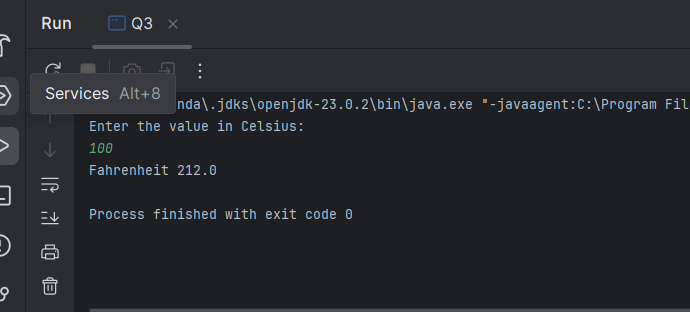 Run
Q3
Services Alt+8
nda\.jdks\openjdk-23.0.2\bin\java.exe "-javaagent:C:\Program Fil
Enter the value in Celsius:
100
Fahrenheit 212.0
Process finished with exit code 0